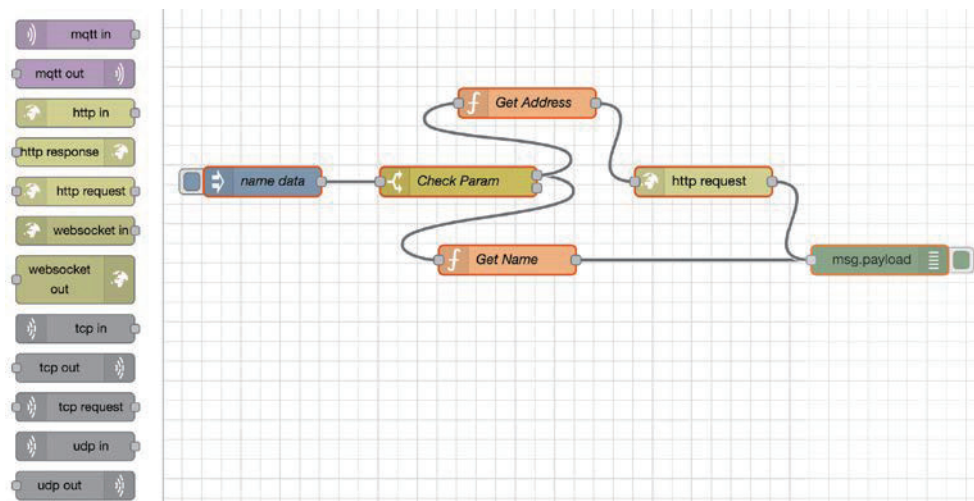 mqtt in
mqtt out
http in
http response
http request
websocket in
websocket
out
tcp in
tcp out
tcp request
udp in
udp out
Get Address
name data
Check Param
http request
Get Name
msg.payload